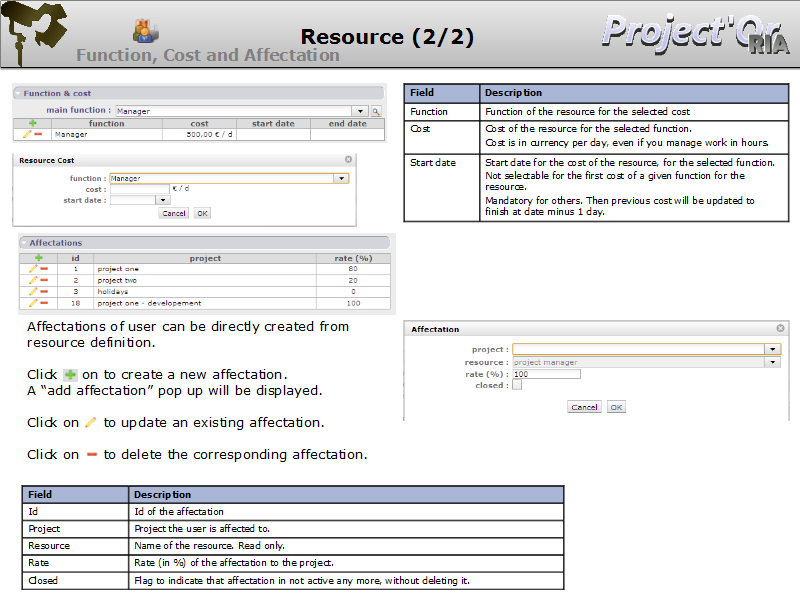 Resource (2/2)
Function, Cost and Affectation
Project'Or
RIA
Function & cost
main function : Manager
function cost start date end date
Manager 500,00 € / d
Resource Cost
function : Manager
cost : € / d
start date :
Cancel OK
Field Description
Function Function of the resource for the selected cost
Cost Cost of the resource for the selected function.
Cost is in currency per day, even if you manage work in hours.
Start date Start date for the cost of the resource, for the selected function.
Not selectable for the first cost of a given function for the
resource.
Mandatory for others. Then previous cost will be updated to
finish at date minus 1 day.
Affectations
id project rate (%)
1 project one 80
2 project two 20
3 holidays 0
18 project one - developement 100
Affectations of user can be directly created from
resource definition.
Click on to create a new affectation.
A “add affectation” pop up will be displayed.
Click on to update an existing affectation.
Click on to delete the corresponding affectation.
Affectation
project :
resource : project manager
rate (%) : 100
closed :
Cancel OK
Field Description
Id Id of the affectation
Project Project the user is affected to.
Resource Name of the resource. Read only.
Rate Rate (in %) of the affectation to the project.
Closed Flag to indicate that affectation in not active any more, without deleting it.